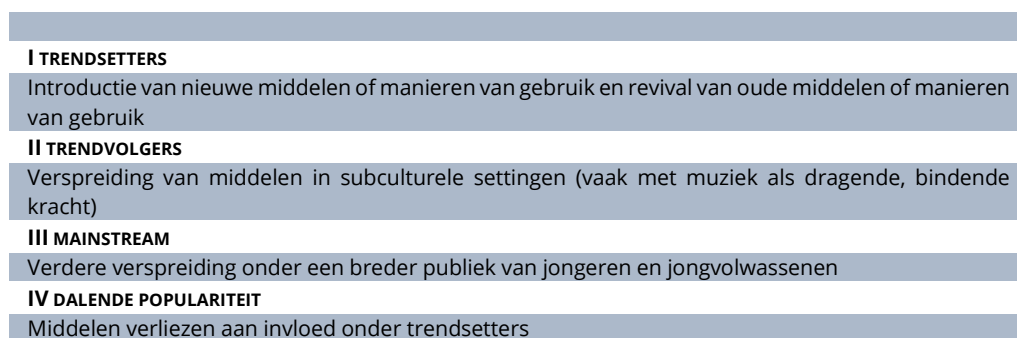 I TRENDSETTERS
Introductie van nieuwe middelen of manieren van gebruik en revival van oude middelen of manieren
van gebruik
II TRENDVOLGERS
Verspreiding van middelen in subculturele settingen (vaak met muziek als dragende, bindende
kracht)
III MAINSTREAM
Verdere verspreiding onder een breder publiek van jongeren en jongvolwassenen
IV DALENDE POPULARITEIT
Middelen verliezen aan invloed onder trendsetters